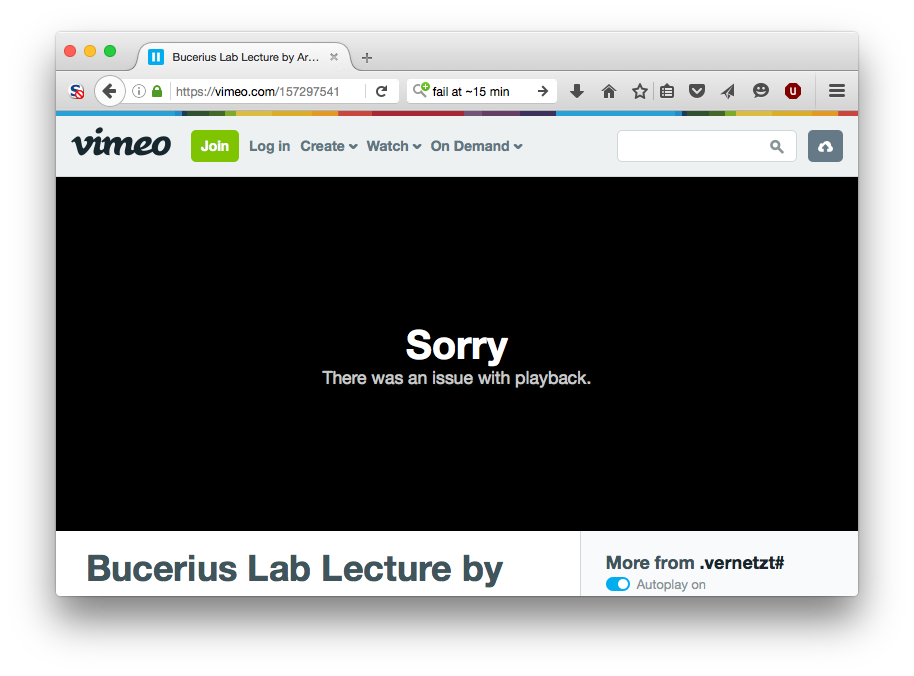 Bucerius Lab Lecture by Ar...
https://vimeo.com/157297541
fail at ~15 min
vimeo
Join
Log in
Create
Watch
On Demand
Sorry
There was an issue with playback.
Bucerius Lab Lecture by
More from .vernetzt#
Autoplay on